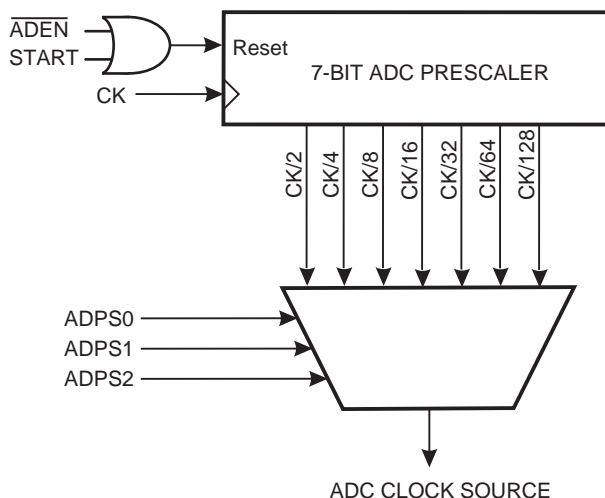 ADEN
START
Reset
7-BIT ADC PRESCALER
CK
CK/2
CK/4
CK/8
CK/16
CK/32
CK/64
CK/128
ADPS0
ADPS1
ADPS2
ADC CLOCK SOURCE